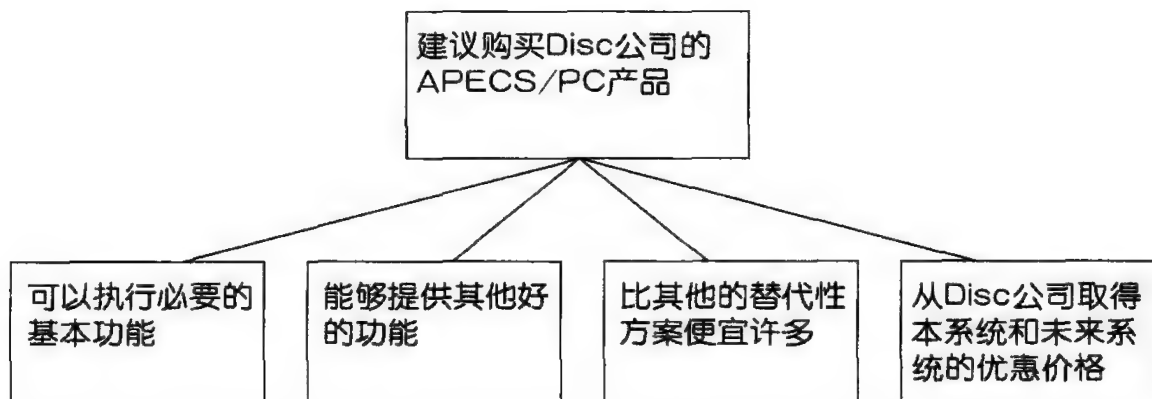 建议购买Disc公司的
APECS/PC产品
可以执行必要的
基本功能
能够提供其他好
的功能
比其他的替代性
方案便宜许多
从Disc公司取得
本系统和未来系
统的优惠价格